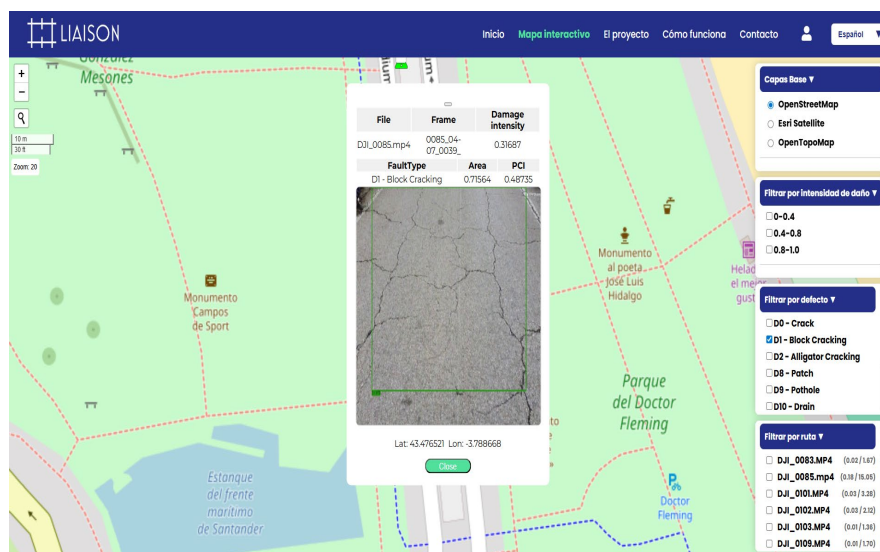 LIAISON
Inicio Mapa interactivo El proyecto Cómo funciona Contacto Español
González
Mesones
+
−
10 m
30 ft
Zoom: 20
File Frame Damage intensity
DJI_0085.mp4 0085_04-07_0039_ 0.31687
FaultType Area PCI
D1 - Block Cracking 0.71564 0.48735
Lat: 43.476521 Lon: -3.788668
Close
Monumento
Campos
de Sport
Estanque
del frente
marítimo
de Santander
Monumento
al poeta
José Luis
Hidalgo
Parque
del Doctor
Fleming
Doctor
Fleming
Capas Base
OpenStreetMap
Esri Satellite
OpenTopoMap
Filtrar por intensidad de daño
0-0.4
0.4-0.8
0.8-1.0
Filtrar por defecto
D0 - Crack
D1 - Block Cracking
D2 - Alligator Cracking
D8 - Patch
D9 - Pothole
D10 - Drain
Filtrar por ruta
DJI_0083.MP4 (0.02 / 1.67)
DJI_0085.mp4 (0.18 / 15.05)
DJI_0101.MP4 (0.03 / 3.28)
DJI_0102.MP4 (0.03 / 2.12)
DJI_0103.MP4 (0.01 / 1.36)
DJI_0109.MP4 (0.01 / 1.70)